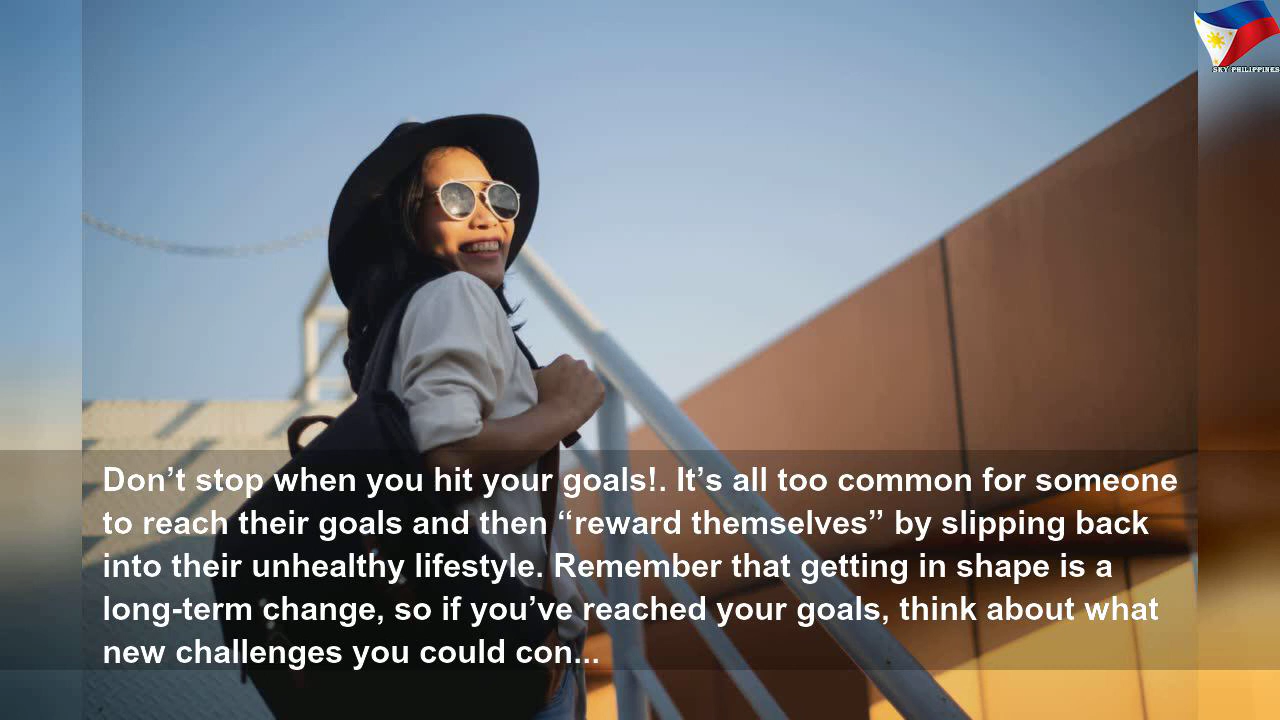 SKY PHILIPPINES
Don’t stop when you hit your goals!. It’s all too common for someone
to reach their goals and then “reward themselves” by slipping back
into their unhealthy lifestyle. Remember that getting in shape is a
long-term change, so if you’ve reached your goals, think about what
new challenges you could con...